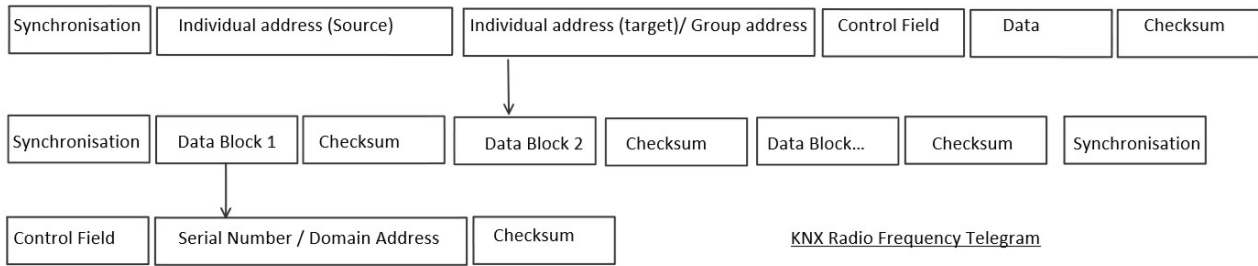 Synchronisation Individual address (Source) Individual address (target)/ Group address Control Field Data Checksum
Synchronisation Data Block 1 Checksum Data Block 2 Checksum Data Block... Checksum Synchronisation
Control Field Serial Number / Domain Address Checksum KNX Radio Frequency Telegram